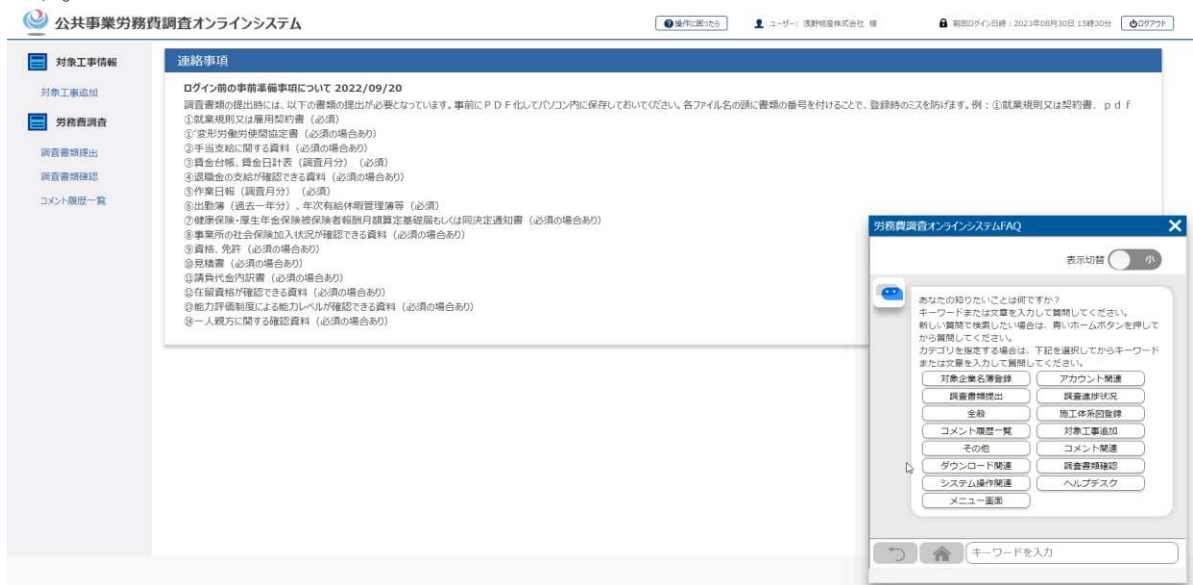 公共事業労務費調査オンラインシステム
操作に困ったら
ユーザー: 浅野物産株式会社 様
前回ログイン日時:2023年08月30日 15時30分
ログアウト
対象工事情報
対象工事追加
労務費調査
調査書類提出
調査書類確認
コメント履歴一覧
連絡事項
ログイン前の事前準備事項について 2022/09/20
調査書類の提出時には、以下の書類の提出が必要となっています。事前にPDF化してパソコン内に保存しておいてください。各ファイル名の頭に書類の番号を付けることで、登録時のミスを防げます。例:①就業規則又は契約書.pdf
①就業規則又は雇用契約書(必須)
①'変形労働労使間協定書(必須の場合あり)
②手当支給に関する資料(必須の場合あり)
③賃金台帳、賃金日計表(調査月分)(必須)
④退職金の支給が確認できる資料(必須の場合あり)
⑤作業日報(調査月分)(必須)
⑥出勤簿(過去一年分)、年次有給休暇管理簿等(必須)
⑦健康保険・厚生年金保険被保険者報酬月額算定基礎届もしくは同決定通知書(必須の場合あり)
⑧事業所の社会保険加入状況が確認できる資料(必須の場合あり)
⑨資格、免許(必須の場合あり)
⑩見積書(必須の場合あり)
⑪請負代金内訳書(必須の場合あり)
⑫在留資格が確認できる資料(必須の場合あり)
⑬能力評価制度による能力レベルが確認できる資料(必須の場合あり)
⑭一人親方に関する確認資料(必須の場合あり)
労務費調査オンラインシステムFAQ
表示切替 小
あなたの知りたいことは何ですか?
キーワードまたは文章を入力して質問してください。
新しい質問で検索したい場合は、青いホームボタンを押して
から質問してください。
カテゴリを指定する場合は、下記を選択してからキーワード
または文章を入力して質問してください。
対象企業名簿登録 アカウント関連
調査書類提出 調査進捗状況
全般 施工体系図登録
コメント履歴一覧 対象工事追加
その他 コメント関連
ダウンロード関連 調査書類確認
システム操作関連 ヘルプデスク
メニュー画面
キーワードを入力